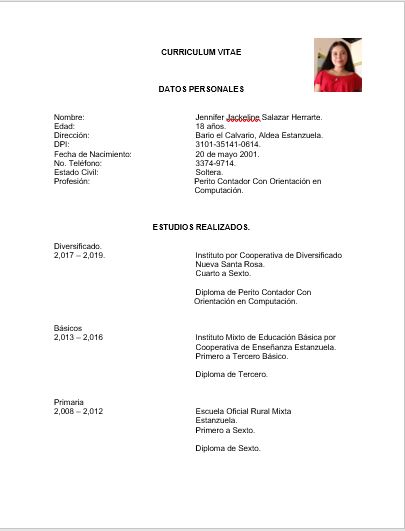 CURRICULUM VITAE
DATOS PERSONALES
Nombre: Jennifer Jackeline Salazar Herrarte.
Edad: 18 años.
Dirección: Bario el Calvario, Aldea Estanzuela.
DPI: 3101-35141-0614.
Fecha de Nacimiento: 20 de mayo 2001.
No. Teléfono: 3374-9714.
Estado Civil: Soltera.
Profesión: Perito Contador Con Orientación en
Computación.
ESTUDIOS REALIZADOS.
Diversificado.
2,017 – 2,019. Instituto por Cooperativa de Diversificado
Nueva Santa Rosa.
Cuarto a Sexto.
Diploma de Perito Contador Con
Orientación en Computación.
Básicos
2,013 – 2,016 Instituto Mixto de Educación Básica por
Cooperativa de Enseñanza Estanzuela.
Primero a Tercero Básico.
Diploma de Tercero.
Primaria
2,008 – 2,012 Escuela Oficial Rural Mixta
Estanzuela.
Primero a Sexto.
Diploma de Sexto.